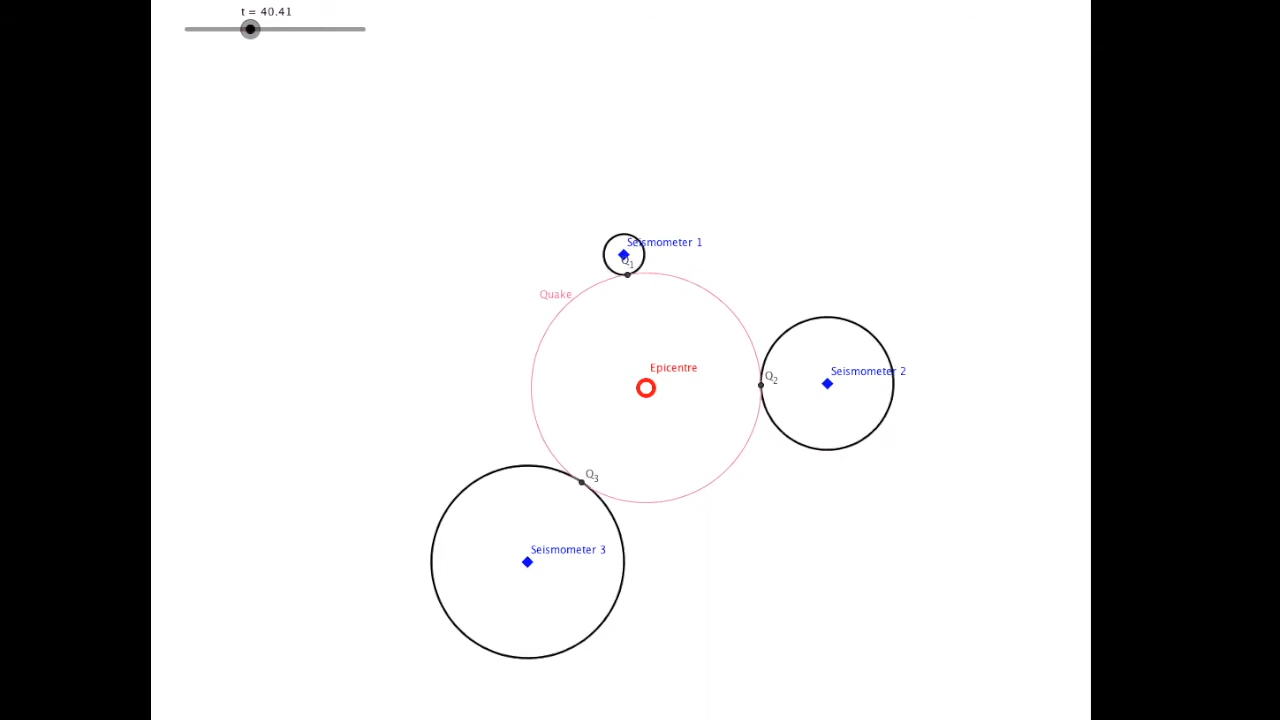 t = 40.41
Seismometer 1
Q1
Quake
Epicentre
Seismometer 2
Q2
Q3
Seismometer 3